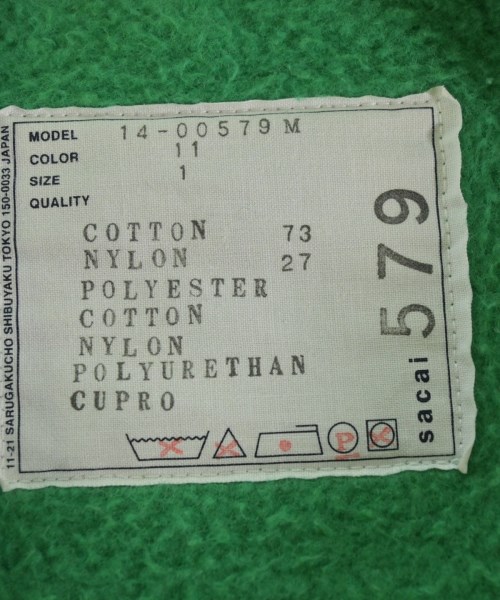 MODEL 14-00579 M
COLOR 11
SIZE 1
QUALITY
COTTON 73
NYLON 27
POLYESTER
COTTON
NYLON
POLYURETHAN
CUPRO
P
sacai 579
11-21 SARUGAKUCHO SHIBUYAKU TOKYO 150-0033 JAPAN